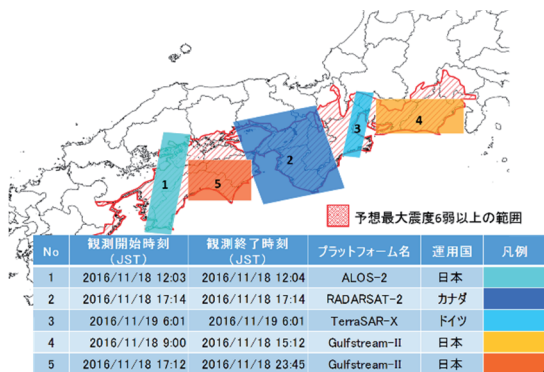 3
4
1
5
2
予想最大震度6弱以上の範囲
No 観測開始時刻 (JST) 観測終了時刻 (JST) プラットフォーム名 運用国 凡例
1 2016/11/18 12:03 2016/11/18 12:04 ALOS-2 日本
2 2016/11/18 17:14 2016/11/18 17:14 RADARSAT-2 カナダ
3 2016/11/19 6:01 2016/11/19 6:01 TerraSAR-X ドイツ
4 2016/11/18 9:00 2016/11/18 15:12 Gulfstream-II 日本
5 2016/11/18 17:12 2016/11/18 23:45 Gulfstream-II 日本